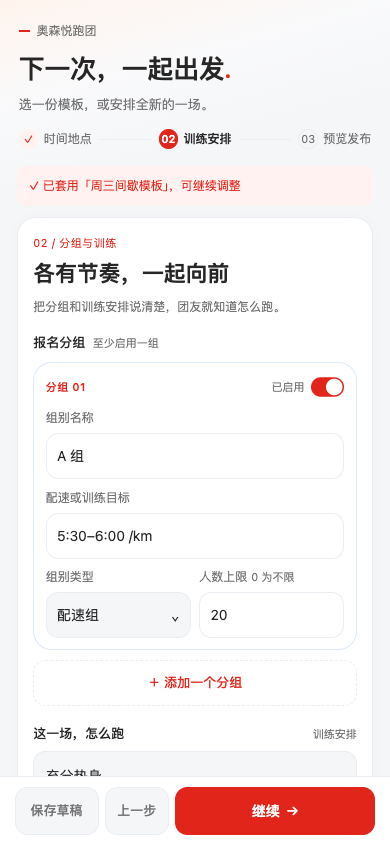 奥森悦跑团
下一次，一起出发.
选一份模板，或安排全新的一场。
✓ 时间地点 02 训练安排 03 预览发布
✓ 已套用「周三间歇模板」，可继续调整
02 / 分组与训练
各有节奏，一起向前
把分组和训练安排说清楚，团友就知道怎么跑。
报名分组 至少启用一组
分组 01 已启用
组别名称
A 组
配速或训练目标
5:30–6:00 /km
组别类型 人数上限 0 为不限
配速组 20
+ 添加一个分组
这一场，怎么跑 训练安排
充分热身
保存草稿 上一步 继续 →